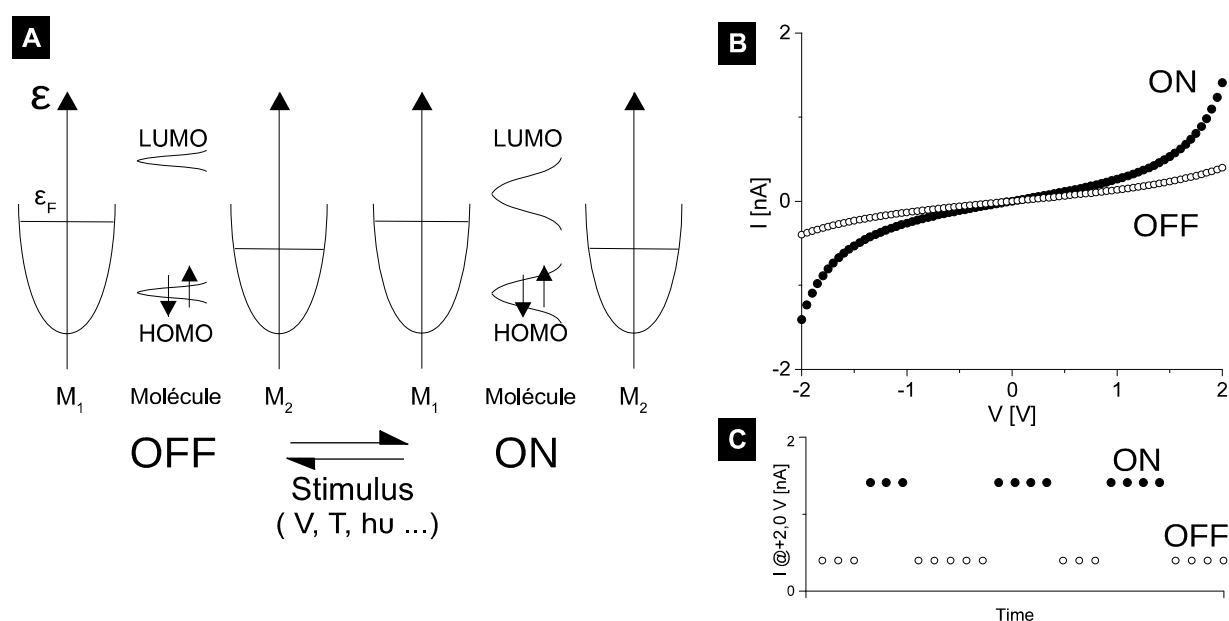 A
ε
LUMO
LUMO
ε_F
HOMO
HOMO
M₁
Molécule
M₂
M₁
Molécule
M₂
OFF
ON
Stimulus
( V, T, hυ ...)
B
2
ON
I [nA]
0
OFF
-2
-2
-1
0
1
2
V [V]
C
2
ON
I @+2,0 V [nA]
OFF
0
Time